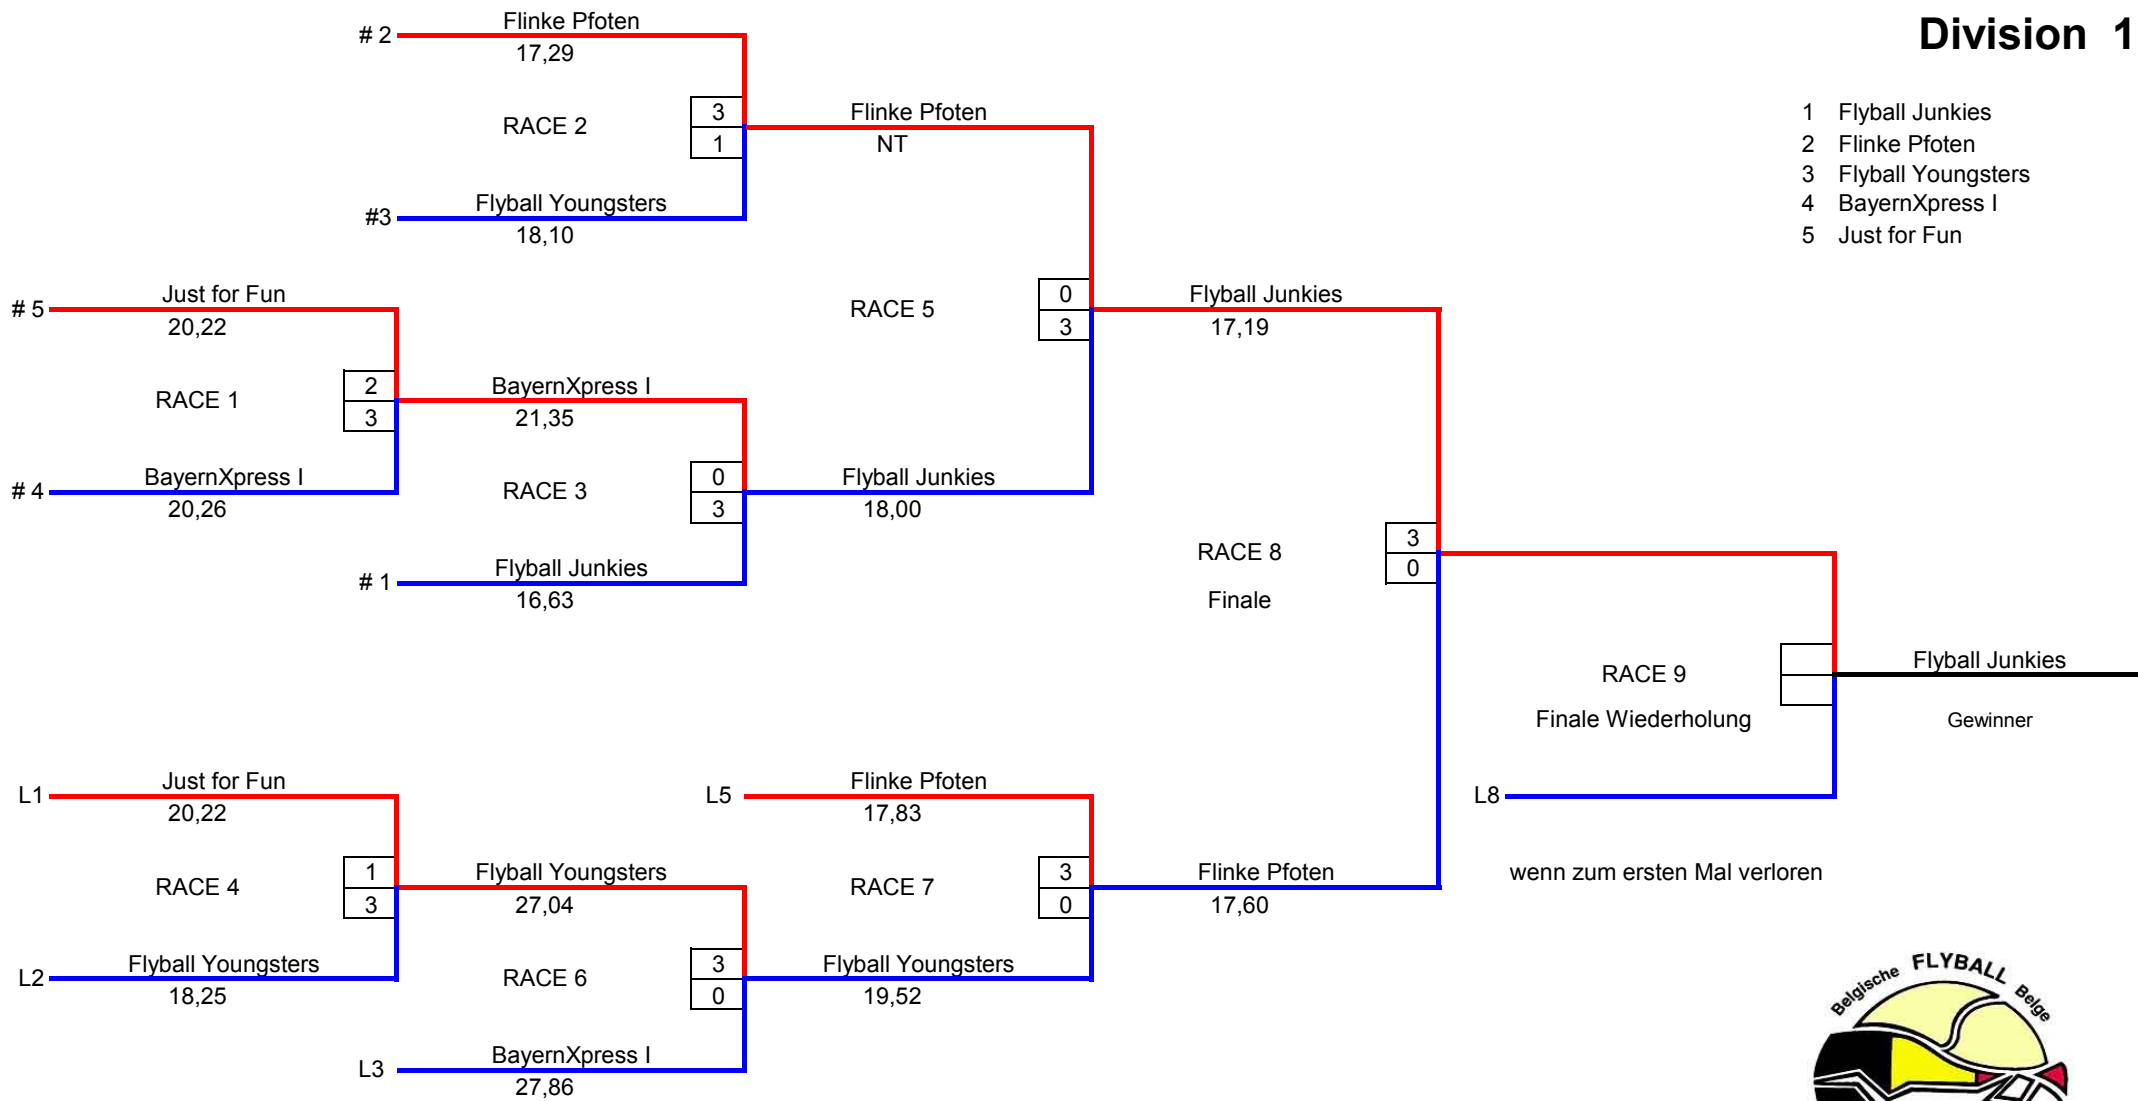 Division 1
1 Flyball Junkies
2 Flinke Pfoten
3 Flyball Youngsters
4 BayernXpress I
5 Just for Fun
# 2
Flinke Pfoten
17,29
RACE 2
3
1
#3
Flyball Youngsters
18,10
Flinke Pfoten
NT
# 5
Just for Fun
20,22
RACE 1
2
3
# 4
BayernXpress I
20,26
BayernXpress I
21,35
RACE 3
0
3
# 1
Flyball Junkies
16,63
RACE 5
0
3
Flyball Junkies
18,00
Flyball Junkies
17,19
RACE 8
Finale
3
0
RACE 9
Finale Wiederholung
Flyball Junkies
Gewinner
L8
wenn zum ersten Mal verloren
L1
Just for Fun
20,22
RACE 4
1
3
L2
Flyball Youngsters
18,25
Flyball Youngsters
27,04
RACE 6
3
0
L3
BayernXpress I
27,86
L5
Flinke Pfoten
17,83
RACE 7
3
0
Flyball Youngsters
19,52
Flinke Pfoten
17,60
Belgische FLYBALL Belge